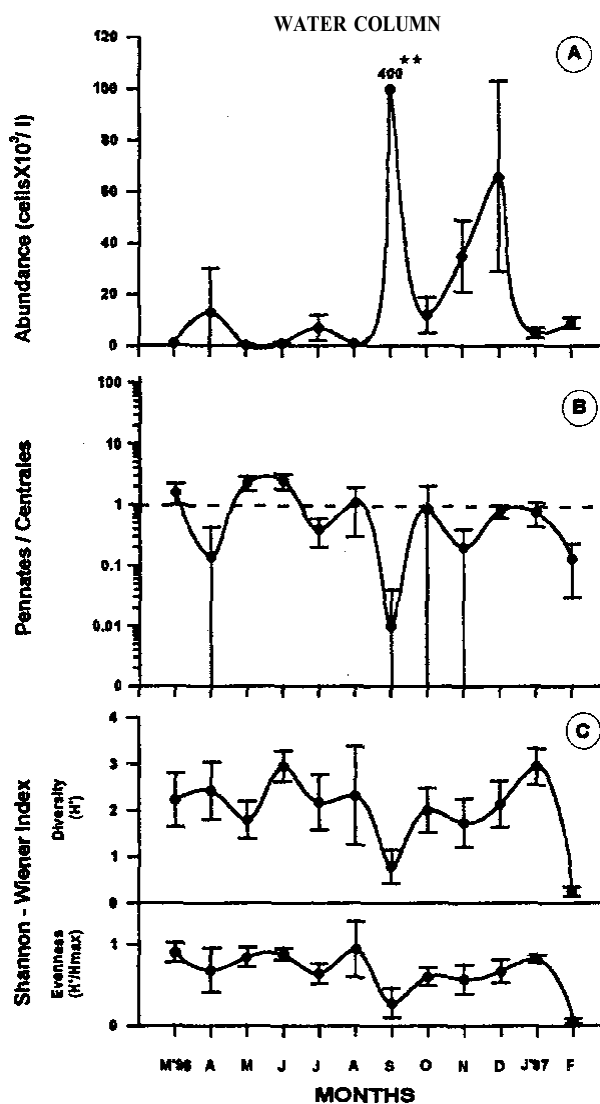 WATER COLUMN
A
Abundance (cellsX10³/ l)
120
100
80
60
40
20
0
400**
B
Pennates / Centrales
100
10
1
0.1
0.01
0
C
Shannon - Wiener Index
Diversity
(H')
4
3
2
1
0
Evenness
(H'/Hmax)
1
0
M'96 A M J J A S O N D J'97 F
MONTHS